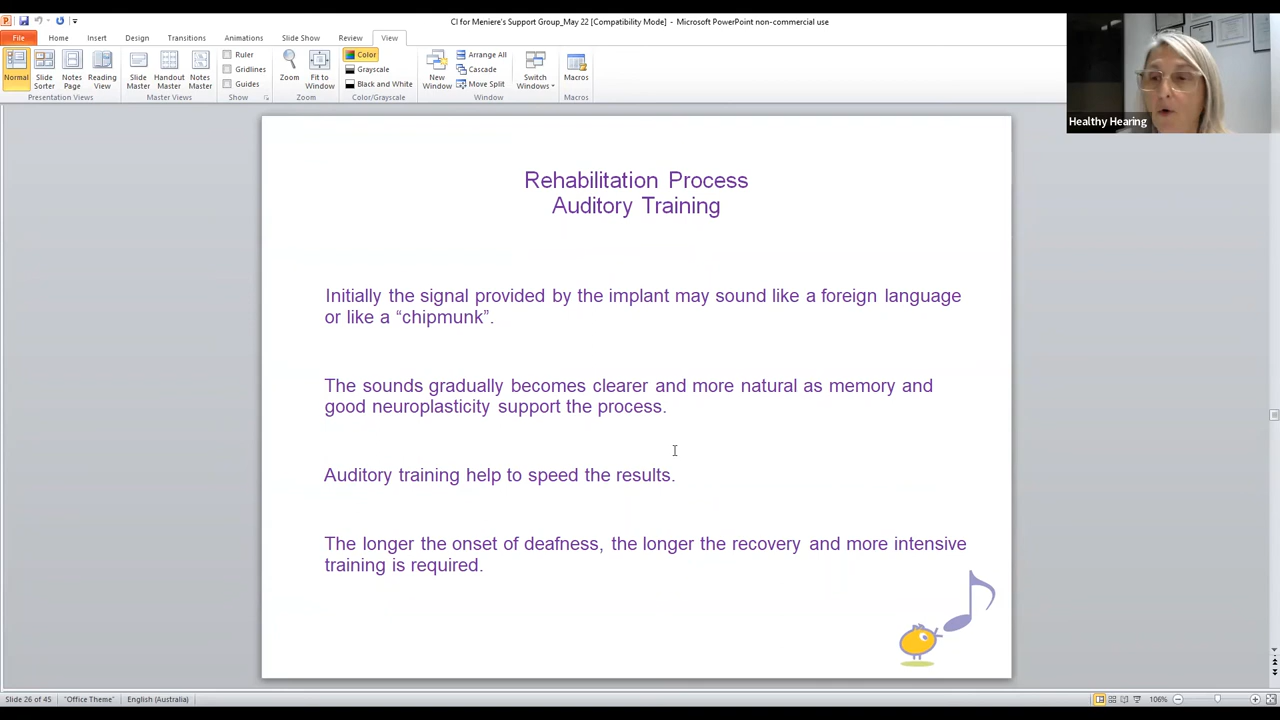 CI for Meniere's Support Group_May 22 [Compatibility Mode] - Microsoft PowerPoint non-commercial use
File Home Insert Design Transitions Animations Slide Show Review View
Normal Slide Sorter Notes Page Reading View
Slide Master Handout Master Notes Master
Ruler
Gridlines
Guides
Zoom Fit to Window
Color
Grayscale
Black and White
New Window
Arrange All
Cascade
Move Split
Switch Windows
Macros
Presentation Views Master Views Show Zoom Color/Grayscale Window Macros
Healthy Hearing
Rehabilitation Process
Auditory Training
Initially the signal provided by the implant may sound like a foreign language
or like a “chipmunk”.
The sounds gradually becomes clearer and more natural as memory and
good neuroplasticity support the process.
Auditory training help to speed the results.
The longer the onset of deafness, the longer the recovery and more intensive
training is required.
Slide 26 of 45 "Office Theme" English (Australia) 106%